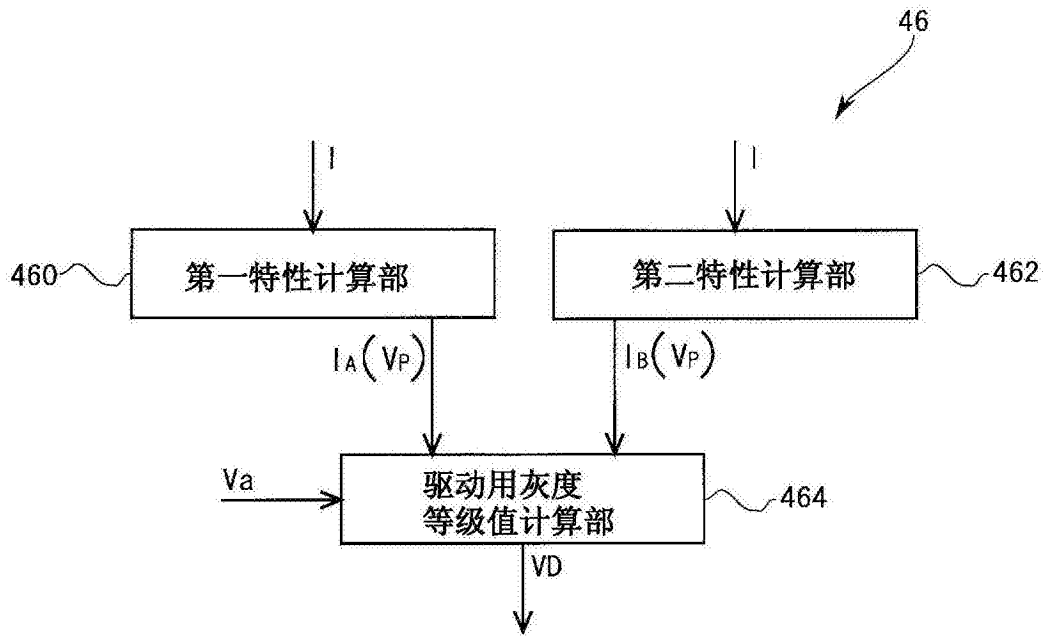 46
I
I
460
第一特性计算部
第二特性计算部
462
IA(VP)
IB(VP)
Va
驱动用灰度
等级值计算部
464
VD